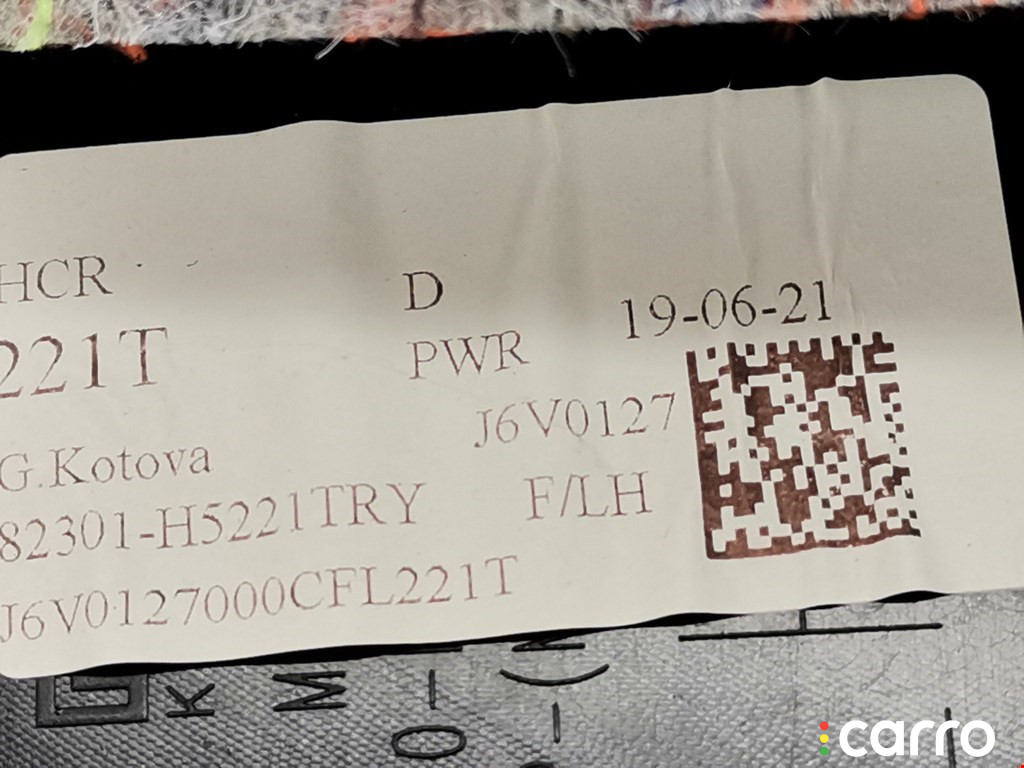 HCR D 19-06-21
221T PWR
J6V0127
G.Kotova
82301-H5221TRY F/LH
J6V0127000CFL221T
carro